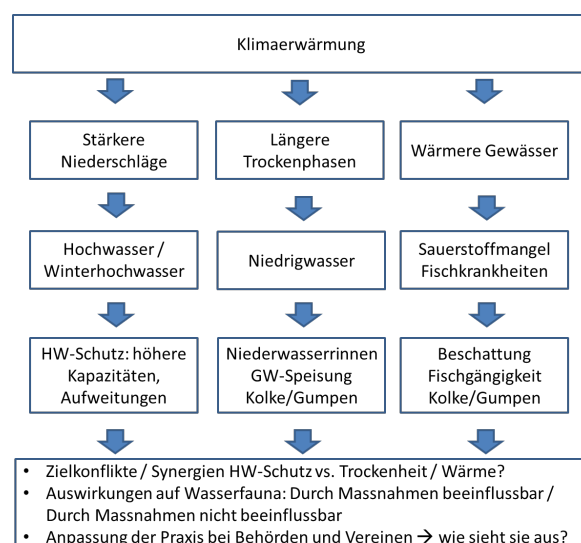 Klimaerwärmung
Stärkere
Niederschläge
Längere
Trockenphasen
Wärmere Gewässer
Hochwasser /
Winterhochwasser
Niedrigwasser
Sauerstoffmangel
Fischkrankheiten
HW-Schutz: höhere
Kapazitäten,
Aufweitungen
Niederwasserrinnen
GW-Speisung
Kolke/Gumpen
Beschattung
Fischgängigkeit
Kolke/Gumpen
• Zielkonflikte / Synergien HW-Schutz vs. Trockenheit / Wärme?
• Auswirkungen auf Wasserfauna: Durch Massnahmen beeinflussbar /
Durch Massnahmen nicht beeinflussbar
• Anpassung der Praxis bei Behörden und Vereinen → wie sieht sie aus?